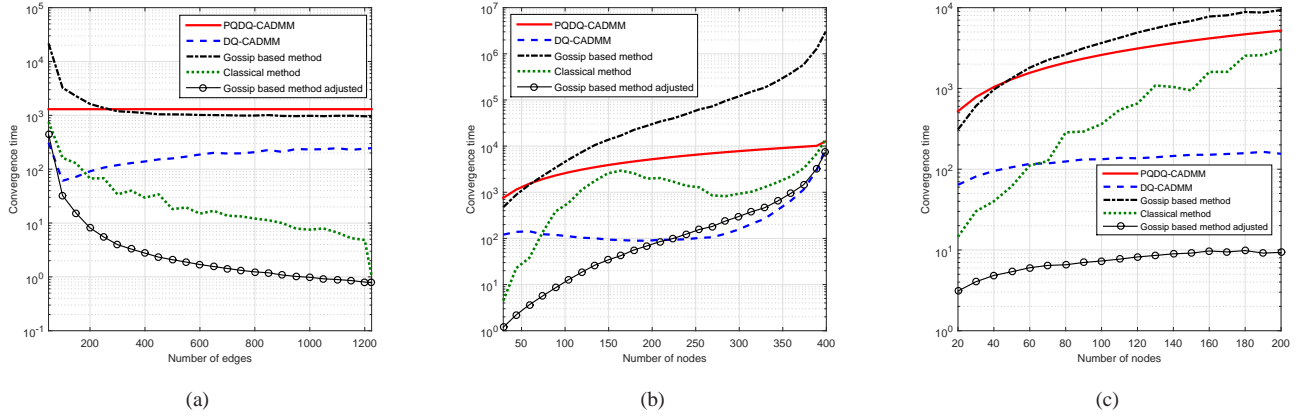 10^5
10^4
10^3
10^2
10^1
10^0
10^-1
Convergence time
200 400 600 800 1000 1200
Number of edges
PQDQ-CADMM
DQ-CADMM
Gossip based method
Classical method
Gossip based method adjusted
(a)
10^7
10^6
10^5
10^4
10^3
10^2
10^1
10^0
Convergence time
50 100 150 200 250 300 350 400
Number of nodes
PQDQ-CADMM
DQ-CADMM
Gossip based method
Classical method
Gossip based method adjusted
(b)
10^4
10^3
10^2
10^1
10^0
Convergence time
20 40 60 80 100 120 140 160 180 200
Number of nodes
PQDQ-CADMM
DQ-CADMM
Gossip based method
Classical method
Gossip based method adjusted
(c)